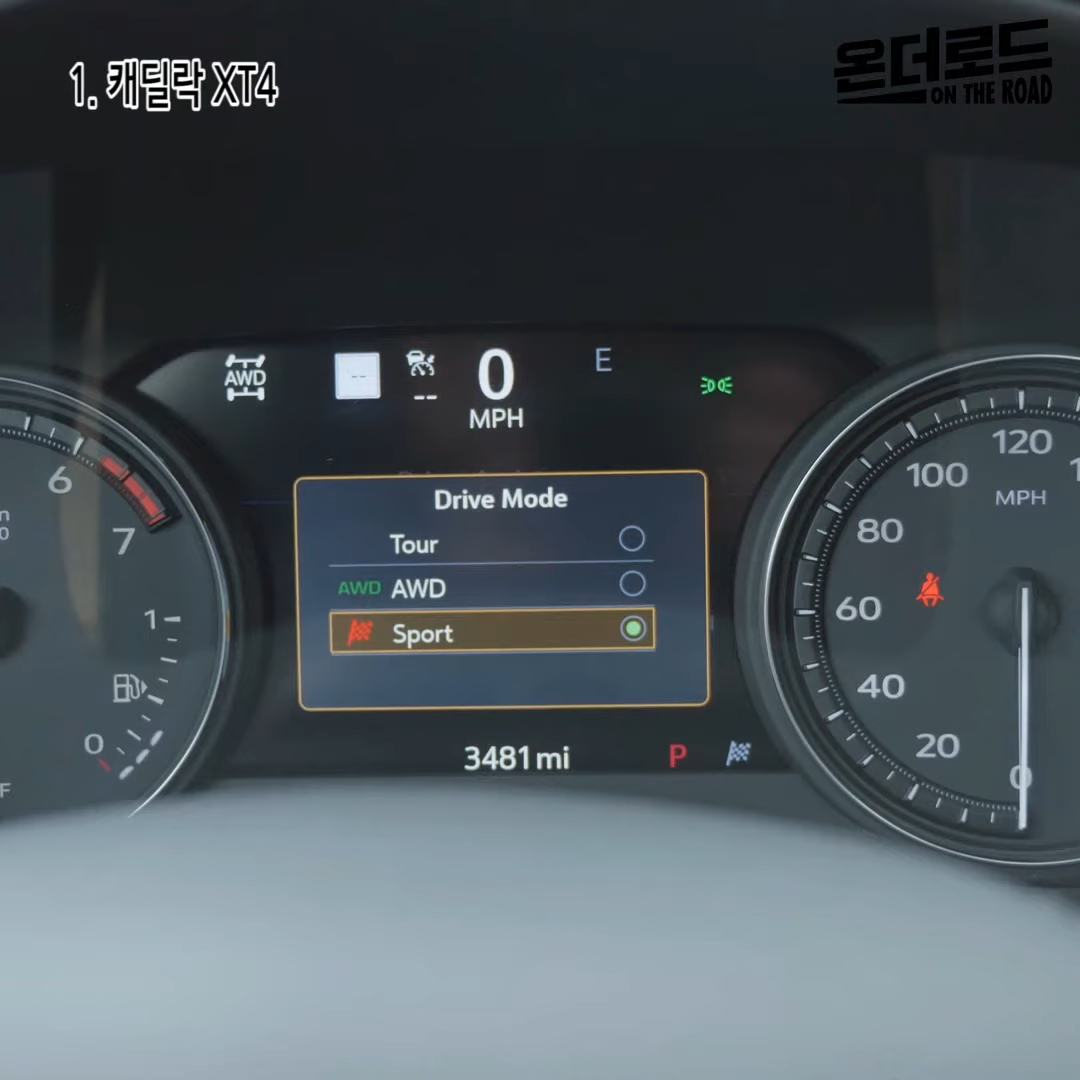 1. 캐딜락 XT4
온더로드
ON THE ROAD
AWD
--
--
0
MPH
E
Drive Mode
Tour
AWD AWD
Sport
3481 mi
P
6
7
1
0
F
120
100
MPH
80
60
40
20
0